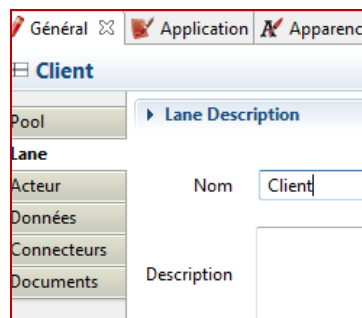 Général Application Apparenc
Client
Pool
Lane Description
Lane
Acteur
Nom Client
Données
Connecteurs
Documents
Description